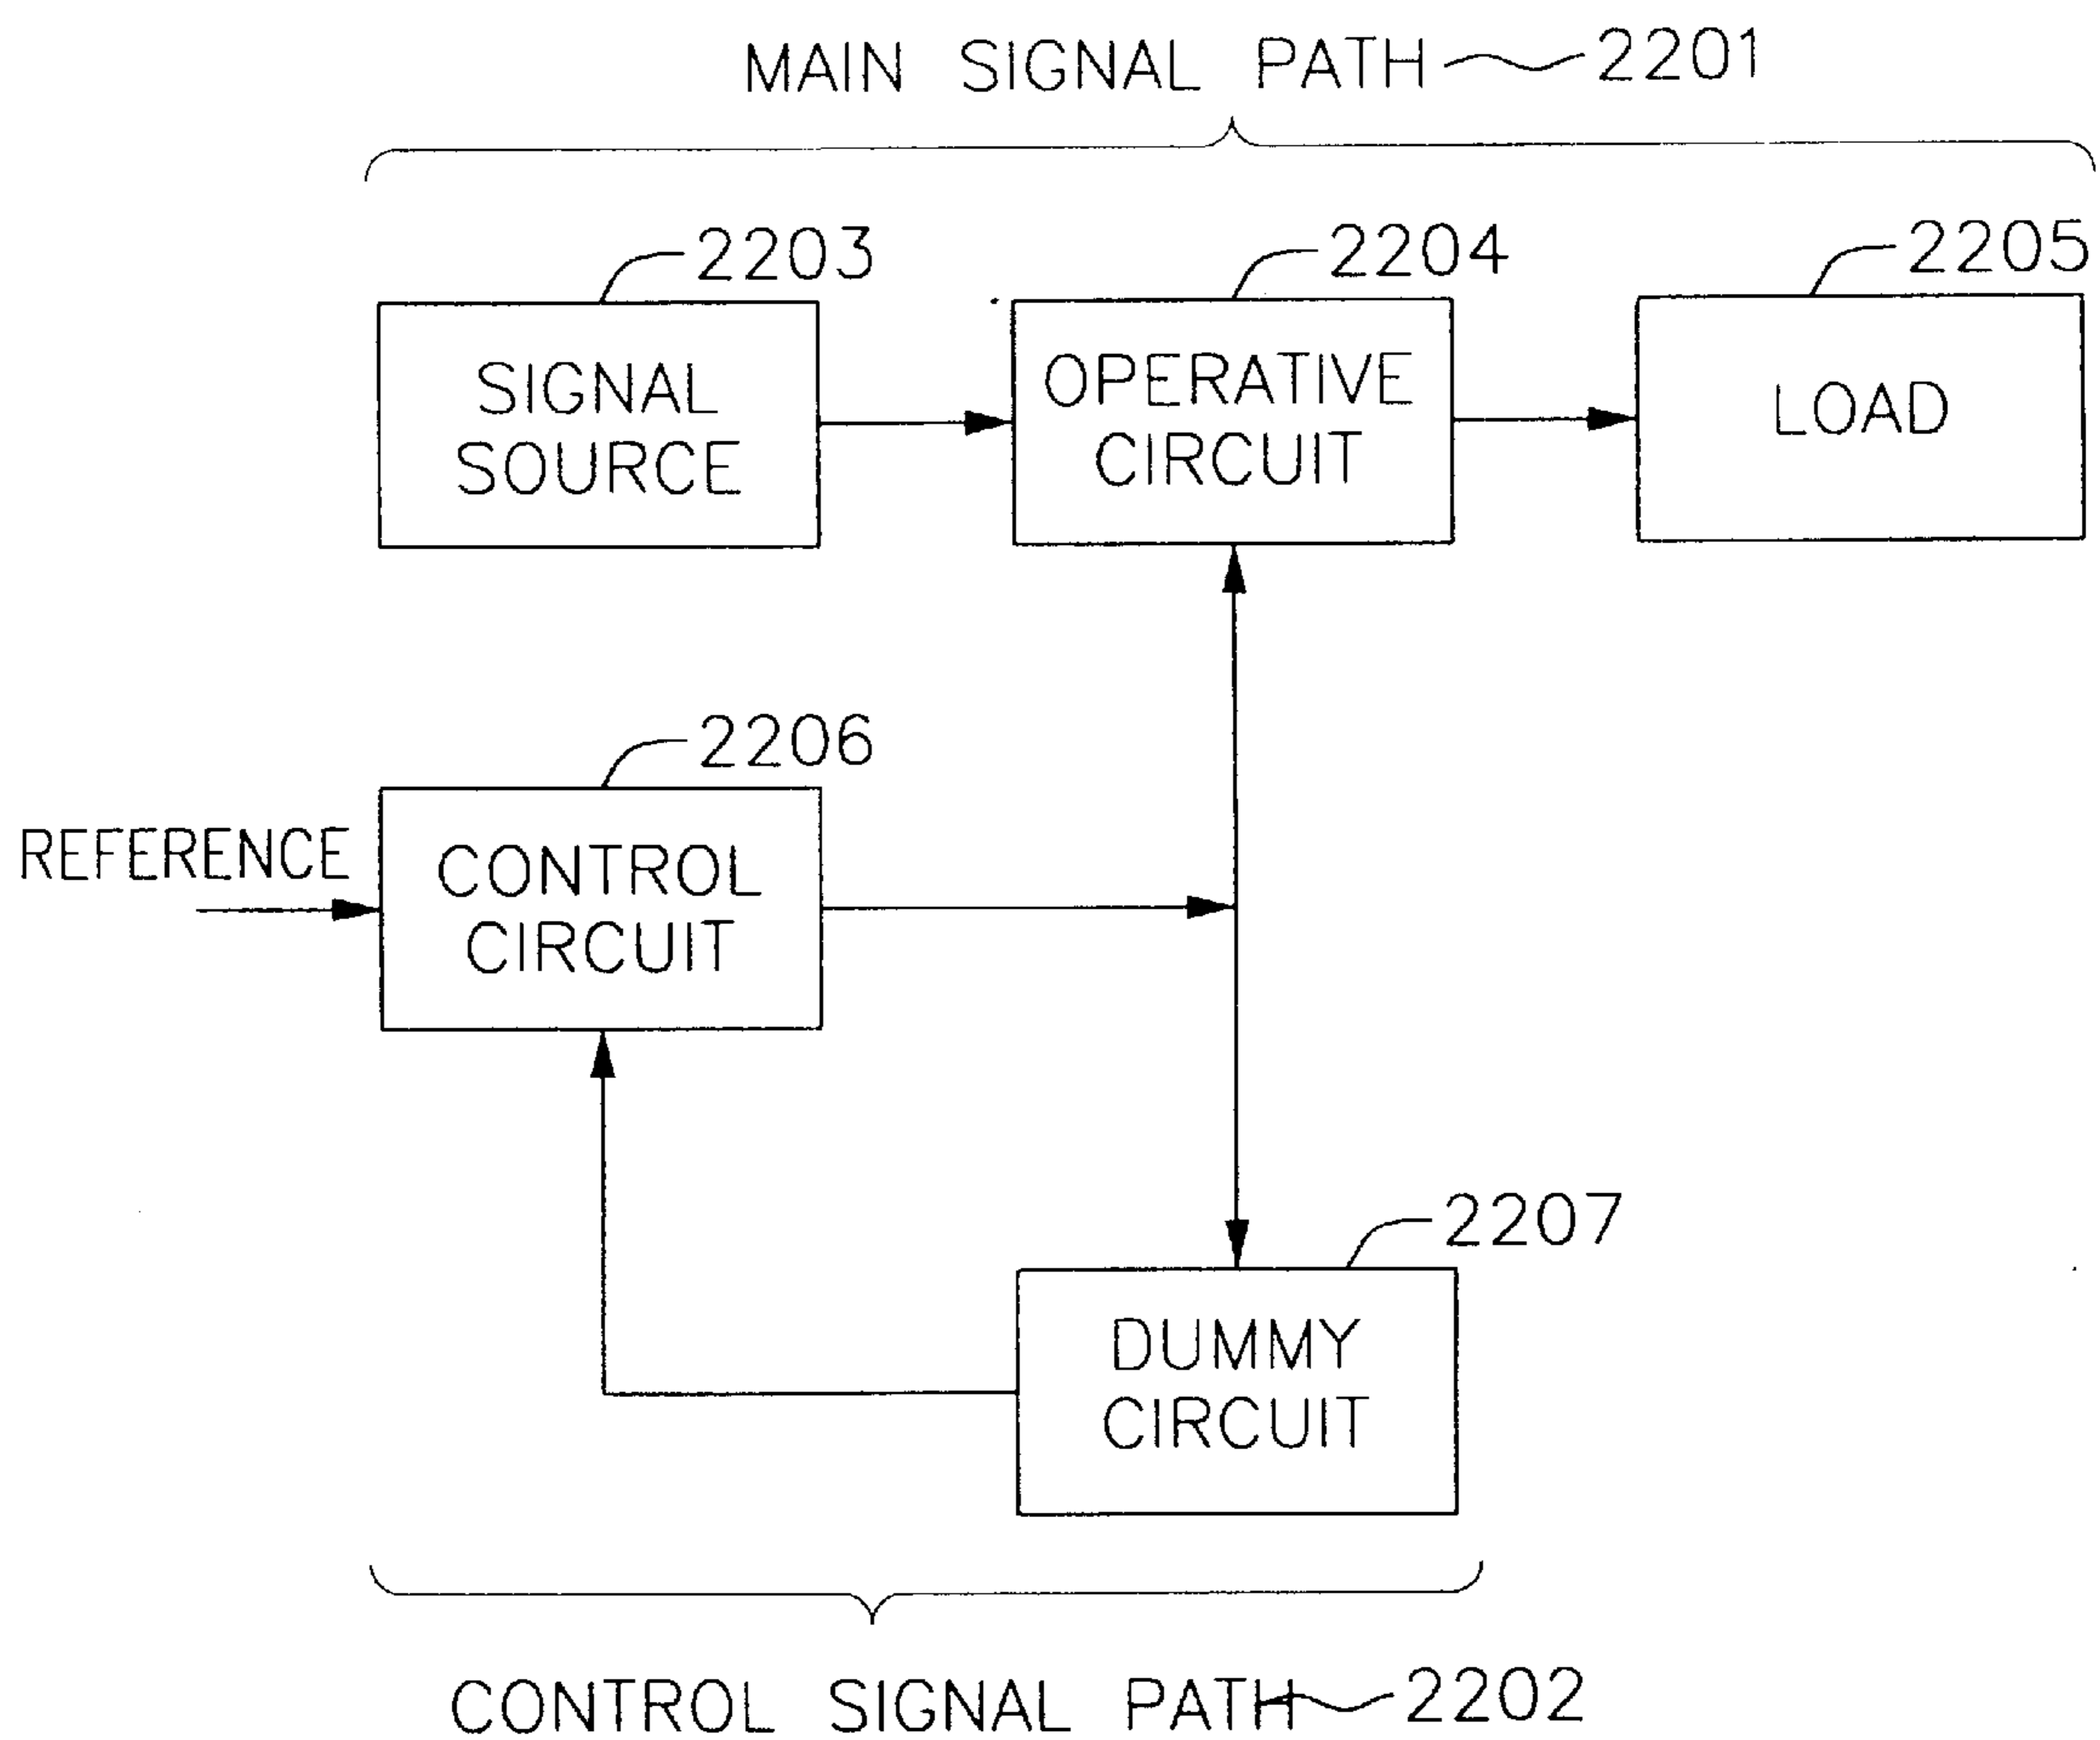 MAIN SIGNAL PATH 2201
2203
2204
2205
SIGNAL
SOURCE
OPERATIVE
CIRCUIT
LOAD
2206
REFERENCE
CONTROL
CIRCUIT
2207
DUMMY
CIRCUIT
CONTROL SIGNAL PATH 2202